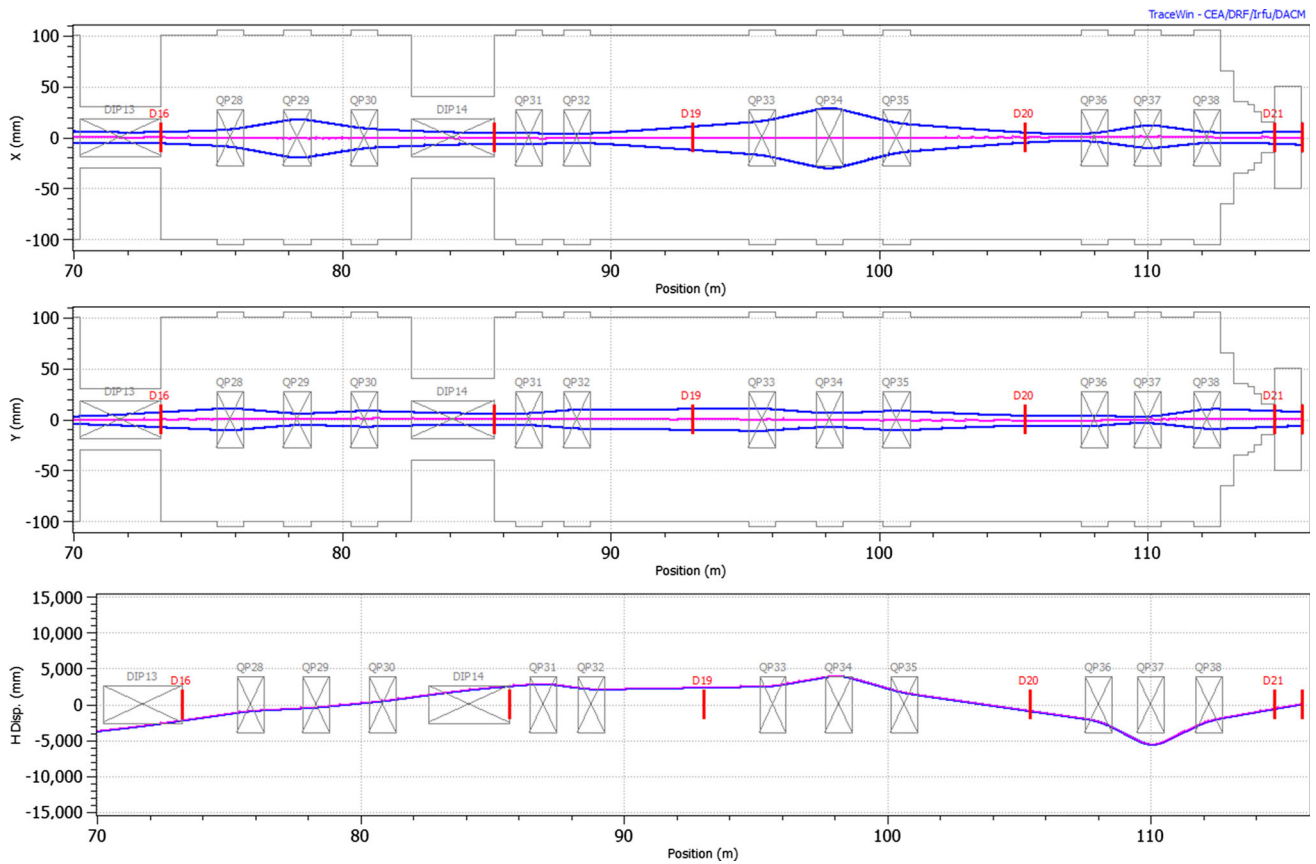 TraceWin - CEA/DRF/Irfu/DACM
100
50
0
-50
-100
X (mm)
DIP13 D16 QP28 QP29 QP30 DIP14 QP31 QP32 D19 QP33 QP34 QP35 D20 QP36 QP37 QP38 D21
70 80 90 100 110
Position (m)
100
50
0
-50
-100
Y (mm)
DIP13 D16 QP28 QP29 QP30 DIP14 QP31 QP32 D19 QP33 QP34 QP35 D20 QP36 QP37 QP38 D21
70 80 90 100 110
Position (m)
15,000
10,000
5,000
0
-5,000
-10,000
-15,000
H Disp. (mm)
DIP13 D16 QP28 QP29 QP30 DIP14 QP31 QP32 D19 QP33 QP34 QP35 D20 QP36 QP37 QP38 D21
70 80 90 100 110
Position (m)